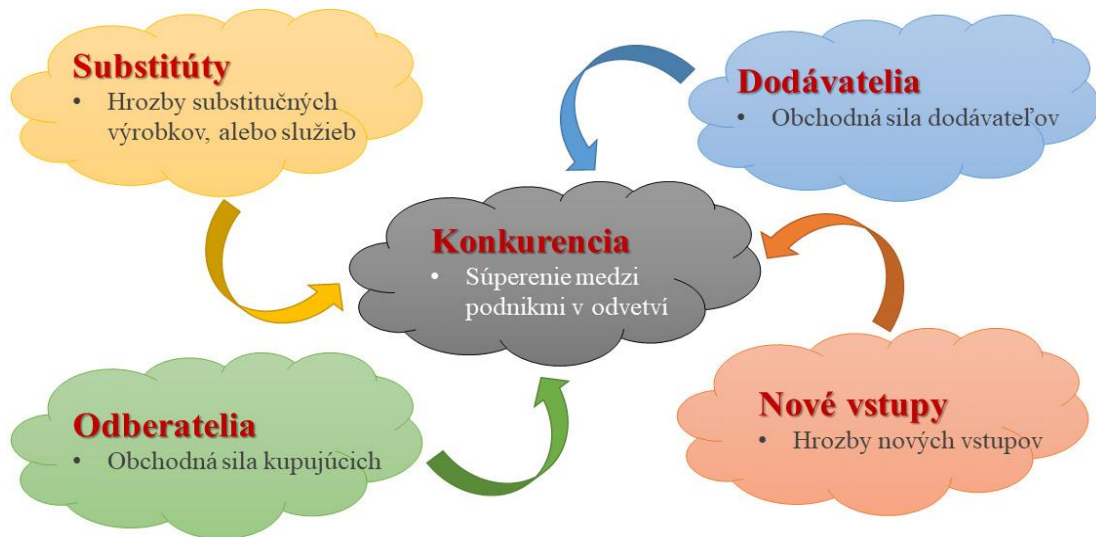 Substitúty
• Hrozby substitučných
výrobkov, alebo služieb
Dodávatelia
• Obchodná sila dodávateľov
Konkurencia
• Súperenie medzi
podnikmi v odvetví
Odberatelia
• Obchodná sila kupujúcich
Nové vstupy
• Hrozby nových vstupov